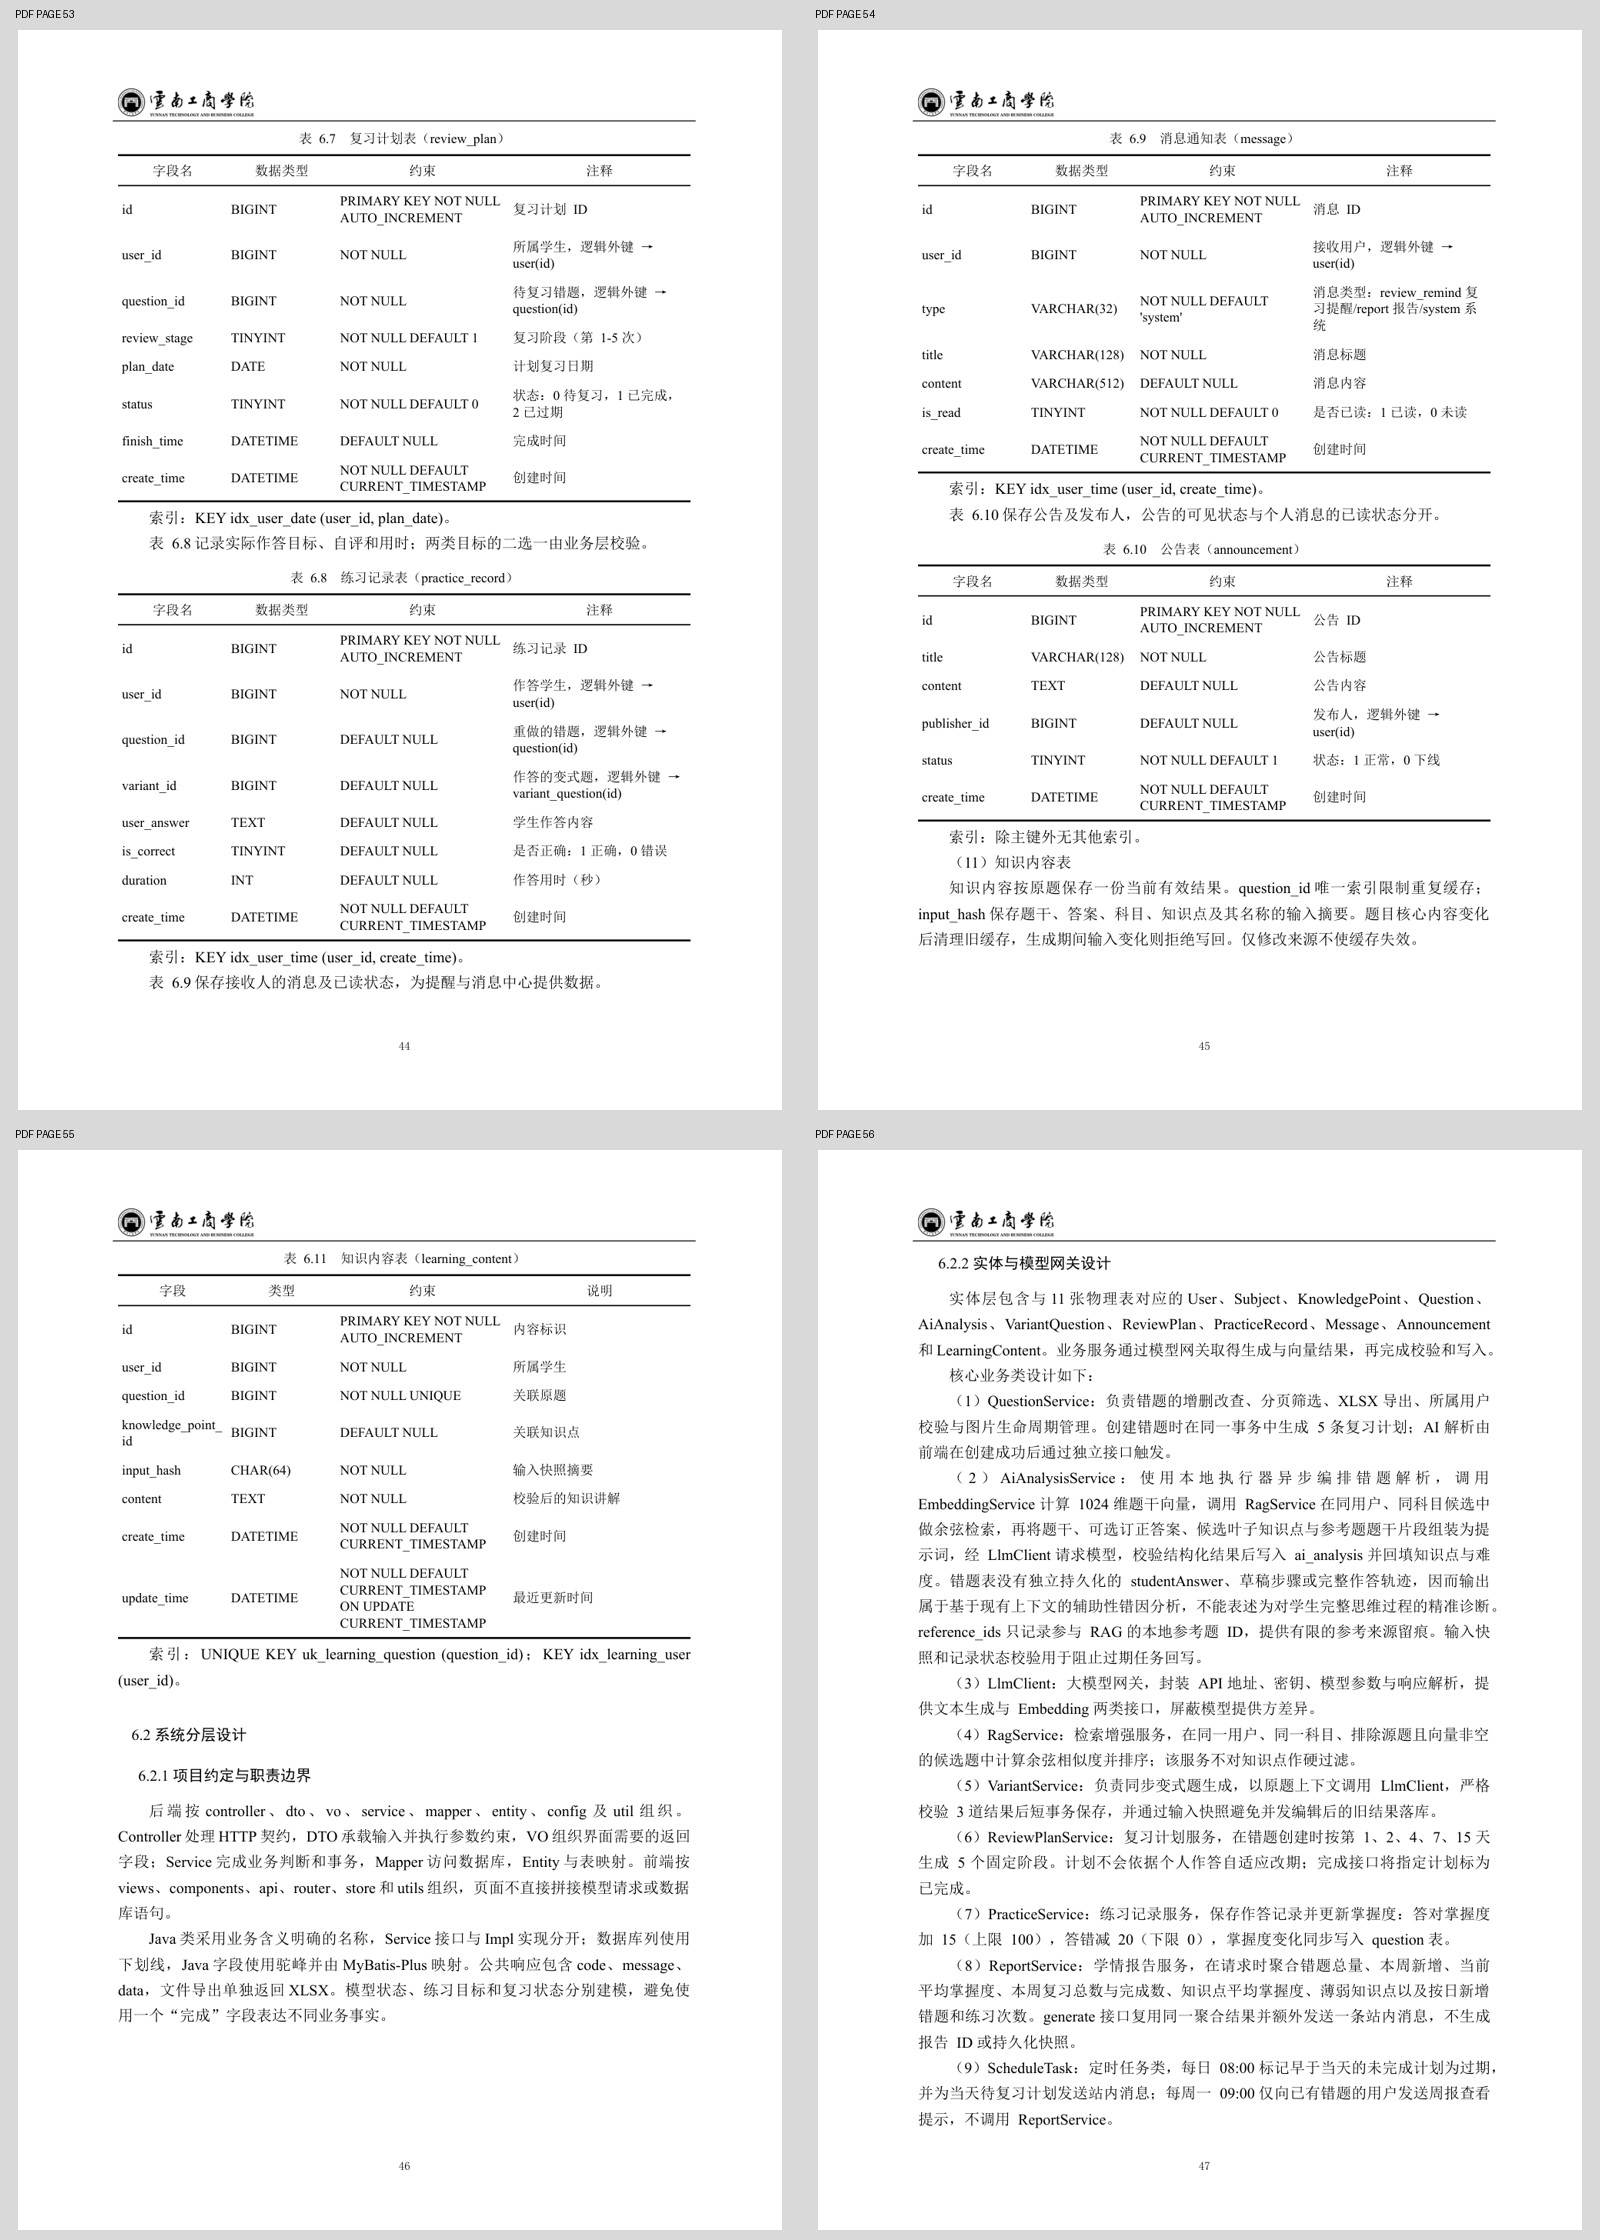 PDF PAGE 53
雲南工商學院
YUNNAN TECHNOLOGY AND BUSINESS COLLEGE
表 6.7 复习计划表（review_plan）
字段名 数据类型 约束 注释
id BIGINT PRIMARY KEY NOT NULL AUTO_INCREMENT 复习计划 ID
user_id BIGINT NOT NULL 所属学生，逻辑外键 → user(id)
question_id BIGINT NOT NULL 待复习错题，逻辑外键 → question(id)
review_stage TINYINT NOT NULL DEFAULT 1 复习阶段（第 1-5 次）
plan_date DATE NOT NULL 计划复习日期
status TINYINT NOT NULL DEFAULT 0 状态：0 待复习，1 已完成，2 已过期
finish_time DATETIME DEFAULT NULL 完成时间
create_time DATETIME NOT NULL DEFAULT CURRENT_TIMESTAMP 创建时间
索引：KEY idx_user_date (user_id, plan_date)。
表 6.8 记录实际作答目标、自评和用时；两类目标的二选一由业务层校验。
表 6.8 练习记录表（practice_record）
字段名 数据类型 约束 注释
id BIGINT PRIMARY KEY NOT NULL AUTO_INCREMENT 练习记录 ID
user_id BIGINT NOT NULL 作答学生，逻辑外键 → user(id)
question_id BIGINT DEFAULT NULL 重做的错题，逻辑外键 → question(id)
variant_id BIGINT DEFAULT NULL 作答的变式题，逻辑外键 → variant_question(id)
user_answer TEXT DEFAULT NULL 学生作答内容
is_correct TINYINT DEFAULT NULL 是否正确：1 正确，0 错误
duration INT DEFAULT NULL 作答用时（秒）
create_time DATETIME NOT NULL DEFAULT CURRENT_TIMESTAMP 创建时间
索引：KEY idx_user_time (user_id, create_time)。
表 6.9 保存接收人的消息及已读状态，为提醒与消息中心提供数据。
44
PDF PAGE 54
雲南工商學院
YUNNAN TECHNOLOGY AND BUSINESS COLLEGE
表 6.9 消息通知表（message）
字段名 数据类型 约束 注释
id BIGINT PRIMARY KEY NOT NULL AUTO_INCREMENT 消息 ID
user_id BIGINT NOT NULL 接收用户，逻辑外键 → user(id)
type VARCHAR(32) NOT NULL DEFAULT 'system' 消息类型：review_remind 复习提醒/report 报告/system 系统
title VARCHAR(128) NOT NULL 消息标题
content VARCHAR(512) DEFAULT NULL 消息内容
is_read TINYINT NOT NULL DEFAULT 0 是否已读：1 已读，0 未读
create_time DATETIME NOT NULL DEFAULT CURRENT_TIMESTAMP 创建时间
索引：KEY idx_user_time (user_id, create_time)。
表 6.10 保存公告及发布人，公告的可见状态与个人消息的已读状态分开。
表 6.10 公告表（announcement）
字段名 数据类型 约束 注释
id BIGINT PRIMARY KEY NOT NULL AUTO_INCREMENT 公告 ID
title VARCHAR(128) NOT NULL 公告标题
content TEXT DEFAULT NULL 公告内容
publisher_id BIGINT DEFAULT NULL 发布人，逻辑外键 → user(id)
status TINYINT NOT NULL DEFAULT 1 状态：1 正常，0 下线
create_time DATETIME NOT NULL DEFAULT CURRENT_TIMESTAMP 创建时间
索引：除主键外无其他索引。
（11）知识内容表
知识内容按原题保存一份当前有效结果。question_id 唯一索引限制重复缓存；
input_hash 保存题干、答案、科目、知识点及其名称的输入摘要。题目核心内容变化
后清理旧缓存，生成期间输入变化则拒绝写回。仅修改来源不使缓存失效。
45
PDF PAGE 55
雲南工商學院
YUNNAN TECHNOLOGY AND BUSINESS COLLEGE
表 6.11 知识内容表（learning_content）
字段 类型 约束 说明
id BIGINT PRIMARY KEY NOT NULL AUTO_INCREMENT 内容标识
user_id BIGINT NOT NULL 所属学生
question_id BIGINT NOT NULL UNIQUE 关联原题
knowledge_point_id BIGINT DEFAULT NULL 关联知识点
input_hash CHAR(64) NOT NULL 输入快照摘要
content TEXT NOT NULL 校验后的知识讲解
create_time DATETIME NOT NULL DEFAULT CURRENT_TIMESTAMP 创建时间
update_time DATETIME NOT NULL DEFAULT CURRENT_TIMESTAMP ON UPDATE CURRENT_TIMESTAMP 最近更新时间
索引：UNIQUE KEY uk_learning_question (question_id)；KEY idx_learning_user
(user_id)。
6.2 系统分层设计
6.2.1 项目约定与职责边界
后端按 controller、dto、vo、service、mapper、entity、config 及 util 组织。
Controller 处理 HTTP 契约，DTO 承载输入并执行参数约束，VO 组织界面需要的返回
字段；Service 完成业务判断和事务，Mapper 访问数据库，Entity 与表映射。前端按
views、components、api、router、store 和 utils 组织，页面不直接拼接模型请求或数据
库语句。
Java 类采用业务含义明确的名称，Service 接口与 Impl 实现分开；数据库列使用
下划线，Java 字段使用驼峰并由 MyBatis-Plus 映射。公共响应包含 code、message、
data，文件导出单独返回 XLSX。模型状态、练习目标和复习状态分别建模，避免使
用一个“完成”字段表达不同业务事实。
46
PDF PAGE 56
雲南工商學院
YUNNAN TECHNOLOGY AND BUSINESS COLLEGE
6.2.2 实体与模型网关设计
实体层包含与 11 张物理表对应的 User、Subject、KnowledgePoint、Question、
AiAnalysis、VariantQuestion、ReviewPlan、PracticeRecord、Message、Announcement
和 LearningContent。业务服务通过模型网关取得生成与向量结果，再完成校验和写入。
核心业务类设计如下：
（1）QuestionService：负责错题的增删改查、分页筛选、XLSX 导出、所属用户
校验与图片生命周期管理。创建错题时在同一事务中生成 5 条复习计划；AI 解析由
前端在创建成功后通过独立接口触发。
（2）AiAnalysisService：使用本地执行器异步编排错题解析，调用
EmbeddingService 计算 1024 维题干向量，调用 RagService 在同用户、同科目候选中
做余弦检索，再将题干、可选订正答案、候选叶子知识点与参考题题干片段组装为提
示词，经 LlmClient 请求模型，校验结构化结果后写入 ai_analysis 并回填知识点与难
度。错题表没有独立持久化的 studentAnswer、草稿步骤或完整作答轨迹，因而输出
属于基于现有上下文的辅助性错因分析，不能表述为对学生完整思维过程的精准诊断。
reference_ids 只记录参与 RAG 的本地参考题 ID，提供有限的参考来源留痕。输入快
照和记录状态校验用于阻止过期任务回写。
（3）LlmClient：大模型网关，封装 API 地址、密钥、模型参数与响应解析，提
供文本生成与 Embedding 两类接口，屏蔽模型提供方差异。
（4）RagService：检索增强服务，在同一用户、同一科目、排除源题且向量非空
的候选题中计算余弦相似度并排序；该服务不对知识点作硬过滤。
（5）VariantService：负责同步变式题生成，以原题上下文调用 LlmClient，严格
校验 3 道结果后短事务保存，并通过输入快照避免并发编辑后的旧结果落库。
（6）ReviewPlanService：复习计划服务，在错题创建时按第 1、2、4、7、15 天
生成 5 个固定阶段。计划不会依据个人作答自适应改期；完成接口将指定计划标为
已完成。
（7）PracticeService：练习记录服务，保存作答记录并更新掌握度：答对掌握度
加 15（上限 100），答错减 20（下限 0），掌握度变化同步写入 question 表。
（8）ReportService：学情报告服务，在请求时聚合错题总量、本周新增、当前
平均掌握度、本周复习总数与完成数、知识点平均掌握度、薄弱知识点以及按日新增
错题和练习次数。generate 接口复用同一聚合结果并额外发送一条站内消息，不生成
报告 ID 或持久化快照。
（9）ScheduleTask：定时任务类，每日 08:00 标记早于当天的未完成计划为过期，
并为当天待复习计划发送站内消息；每周一 09:00 仅向已有错题的用户发送周报查看
提示，不调用 ReportService。
47